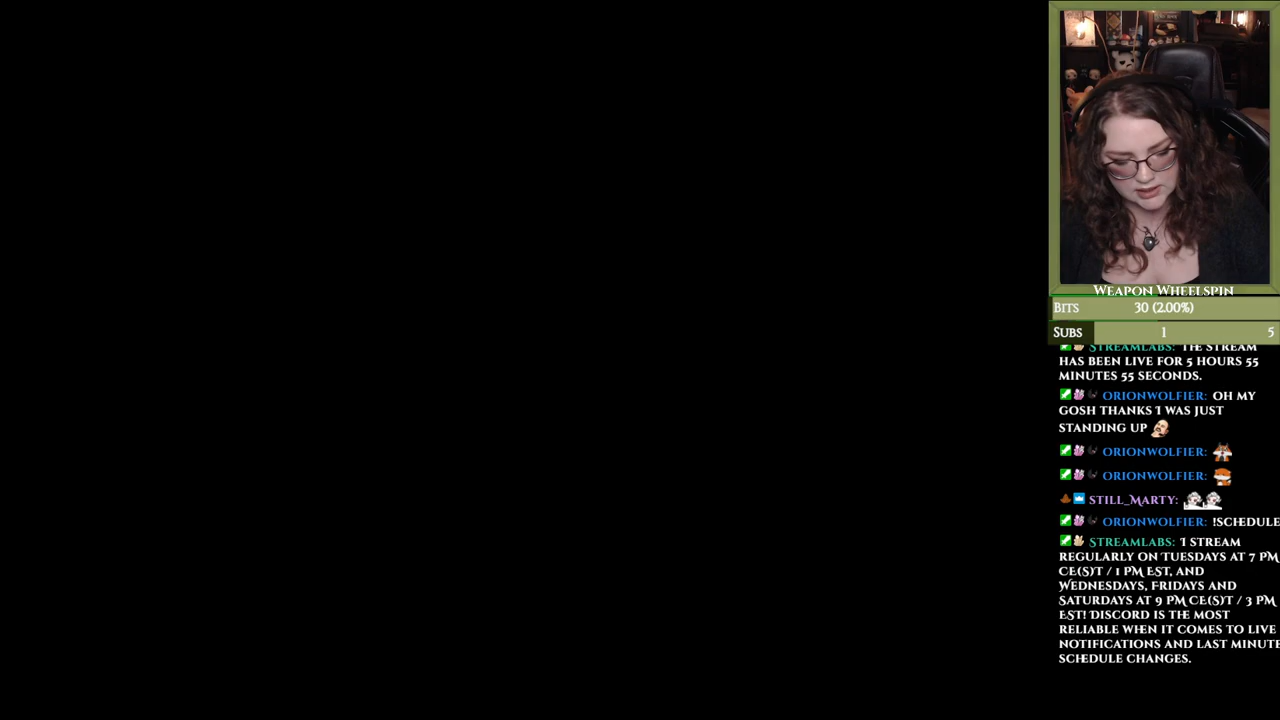 Weapon Wheelspin
Bits 30 (2.00%)
Subs 1 5
Streamlabs: The stream
has been live for 5 hours 55
minutes 55 seconds.
orionwolfier: oh my
gosh thanks i was just
standing up
orionwolfier:
orionwolfier:
still_marty:
orionwolfier: !schedule
Streamlabs: I stream
regularly on Tuesdays at 7 PM
CE(S)T / 1 PM EST, and
Wednesdays, Fridays and
Saturdays at 9 PM CE(S)T / 3 PM
EST! Discord is the most
reliable when it comes to live
notifications and last minute
schedule changes.